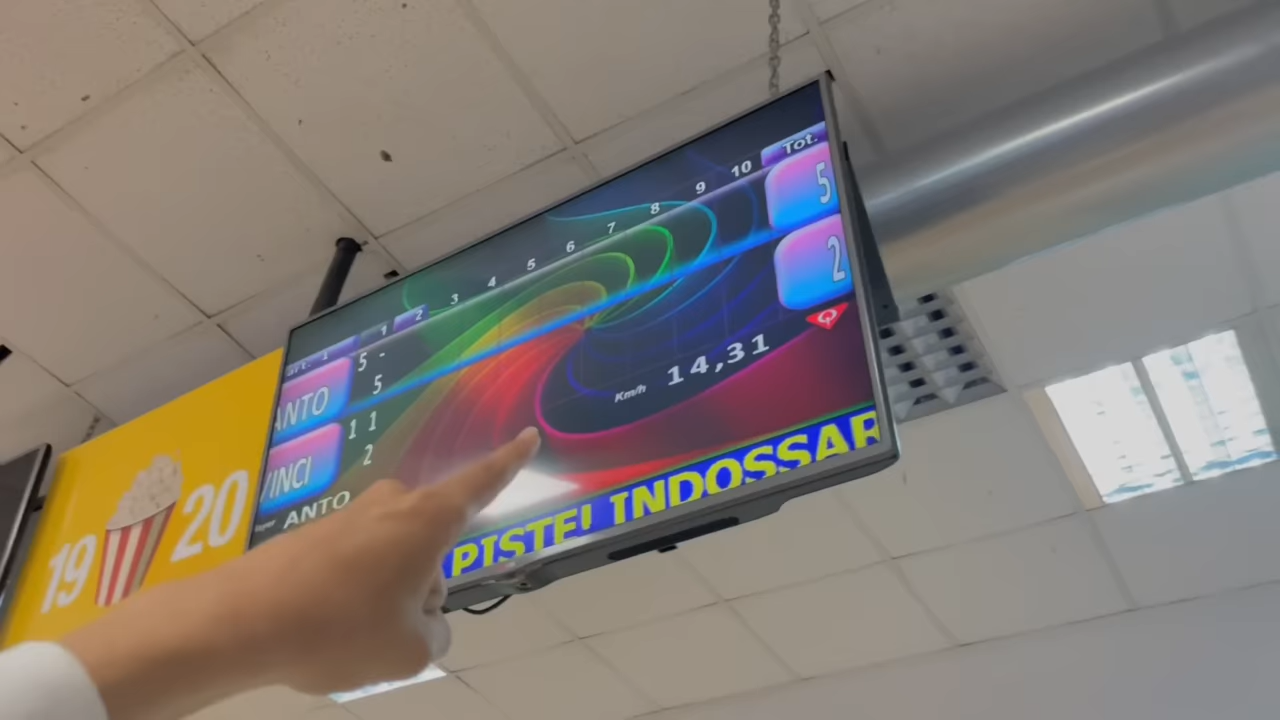 1 2 3 4 5 6 7 8 9 10 Tot.
ANTO 5 - 5
5
VINCI 1 1 2
2
ANTO
Km/h 14,31
PISTE! INDOSSAR
19 20